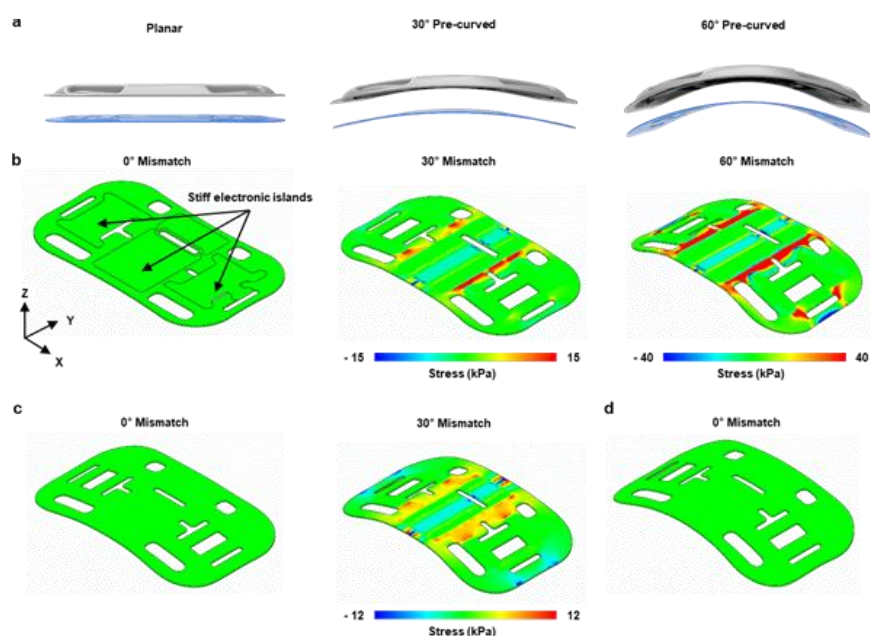 a
Planar
30° Pre-curved
60° Pre-curved
b
0° Mismatch
30° Mismatch
60° Mismatch
Stiff electronic islands
Z
Y
X
- 15
15
Stress (kPa)
- 40
40
Stress (kPa)
c
0° Mismatch
30° Mismatch
d
0° Mismatch
- 12
12
Stress (kPa)